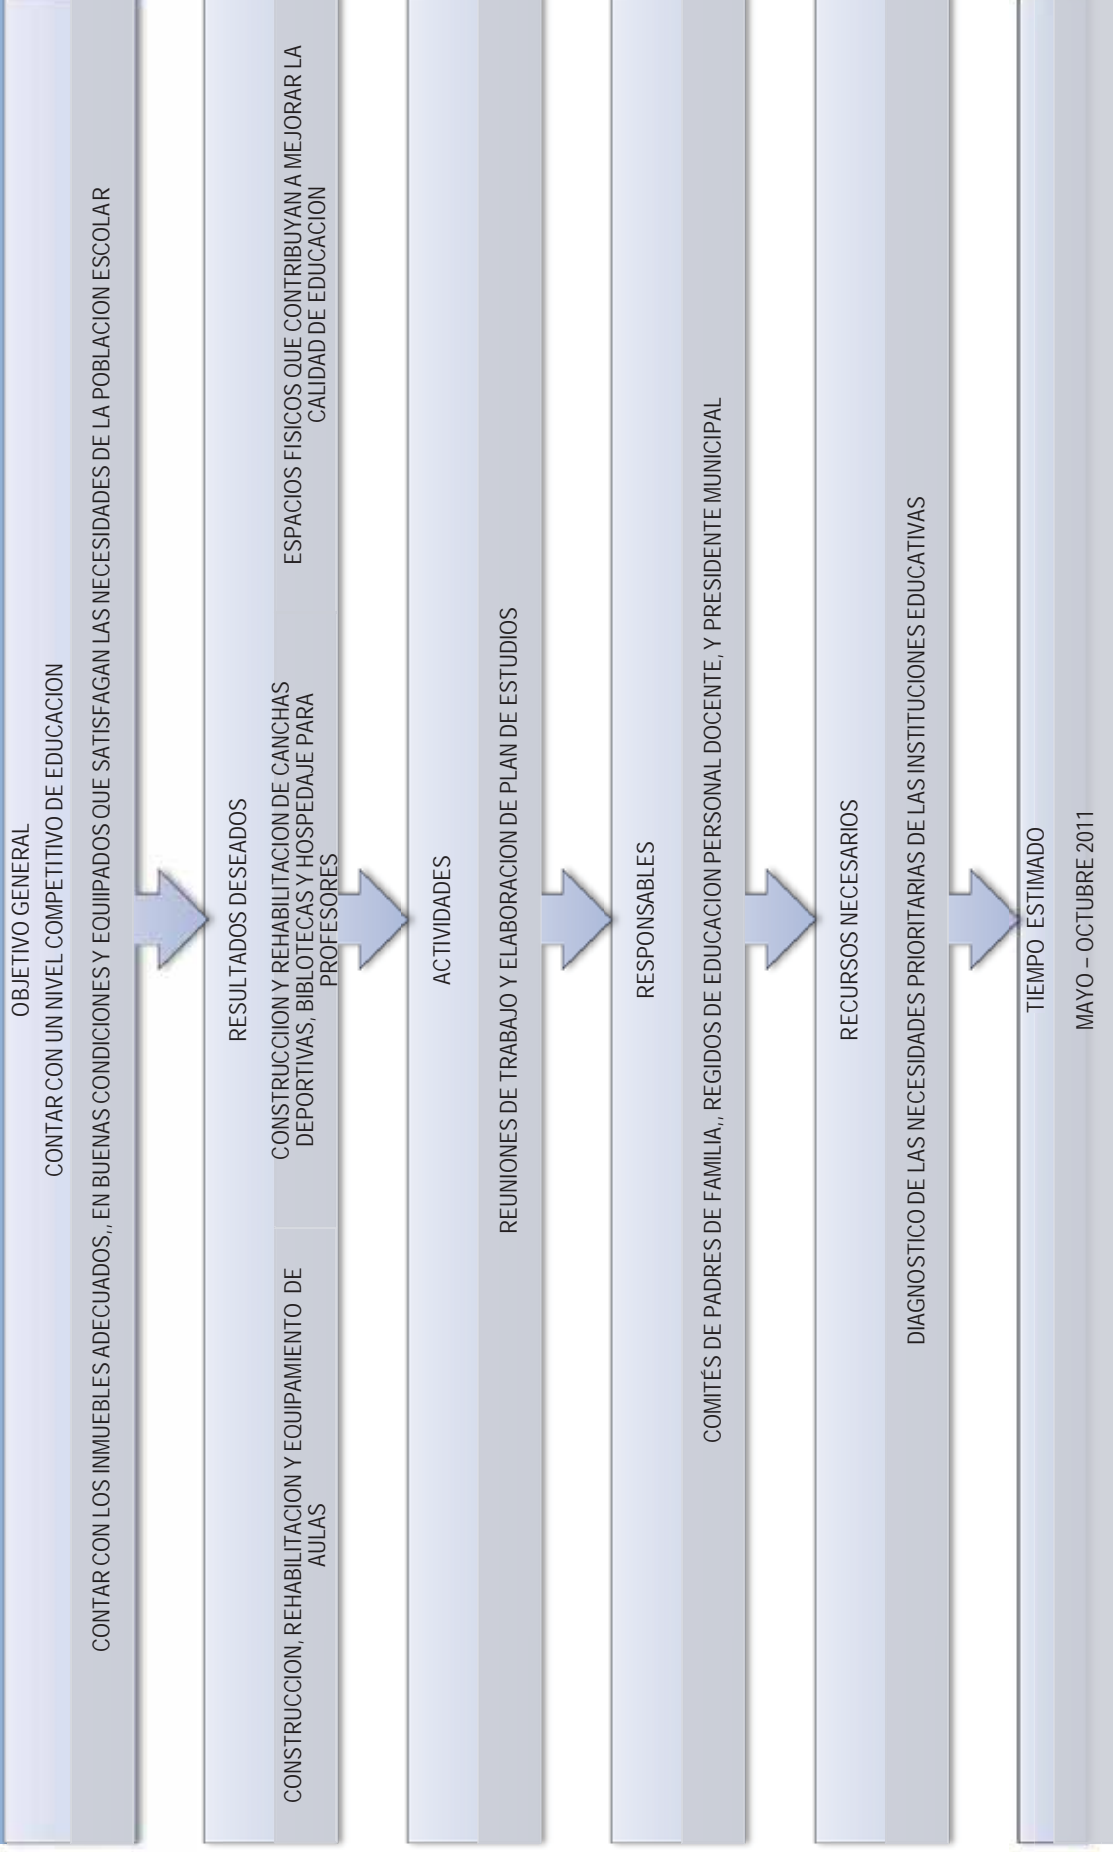 OBJETIVO GENERAL
CONTAR CON UN NIVEL COMPETITIVO DE EDUCACION
CONTAR CON LOS INMUEBLES ADECUADOS,, EN BUENAS CONDICIONES Y EQUIPADOS QUE SATISFAGAN LAS NECESIDADES DE LA POBLACION ESCOLAR
RESULTADOS DESEADOS
CONSTRUCCION, REHABILITACION Y EQUIPAMIENTO DE
AULAS
CONSTRUCCIION Y REHABILITACION DE CANCHAS
DEPORTIVAS, BIBLOTECAS Y HOSPEDAJE PARA
PROFESORES
ESPACIOS FISICOS QUE CONTRIBUYAN A MEJORAR LA
CALIDAD DE EDUCACION
ACTIVIDADES
REUNIONES DE TRABAJO Y ELABORACION DE PLAN DE ESTUDIOS
RESPONSABLES
COMITÉS DE PADRES DE FAMILIA,, REGIDOS DE EDUCACION PERSONAL DOCENTE, Y PRESIDENTE MUNICIPAL
RECURSOS NECESARIOS
DIAGNOSTICO DE LAS NECESIDADES PRIORITARIAS DE LAS INSTITUCIONES EDUCATIVAS
TIEMPO ESTIMADO
MAYO – OCTUBRE 2011